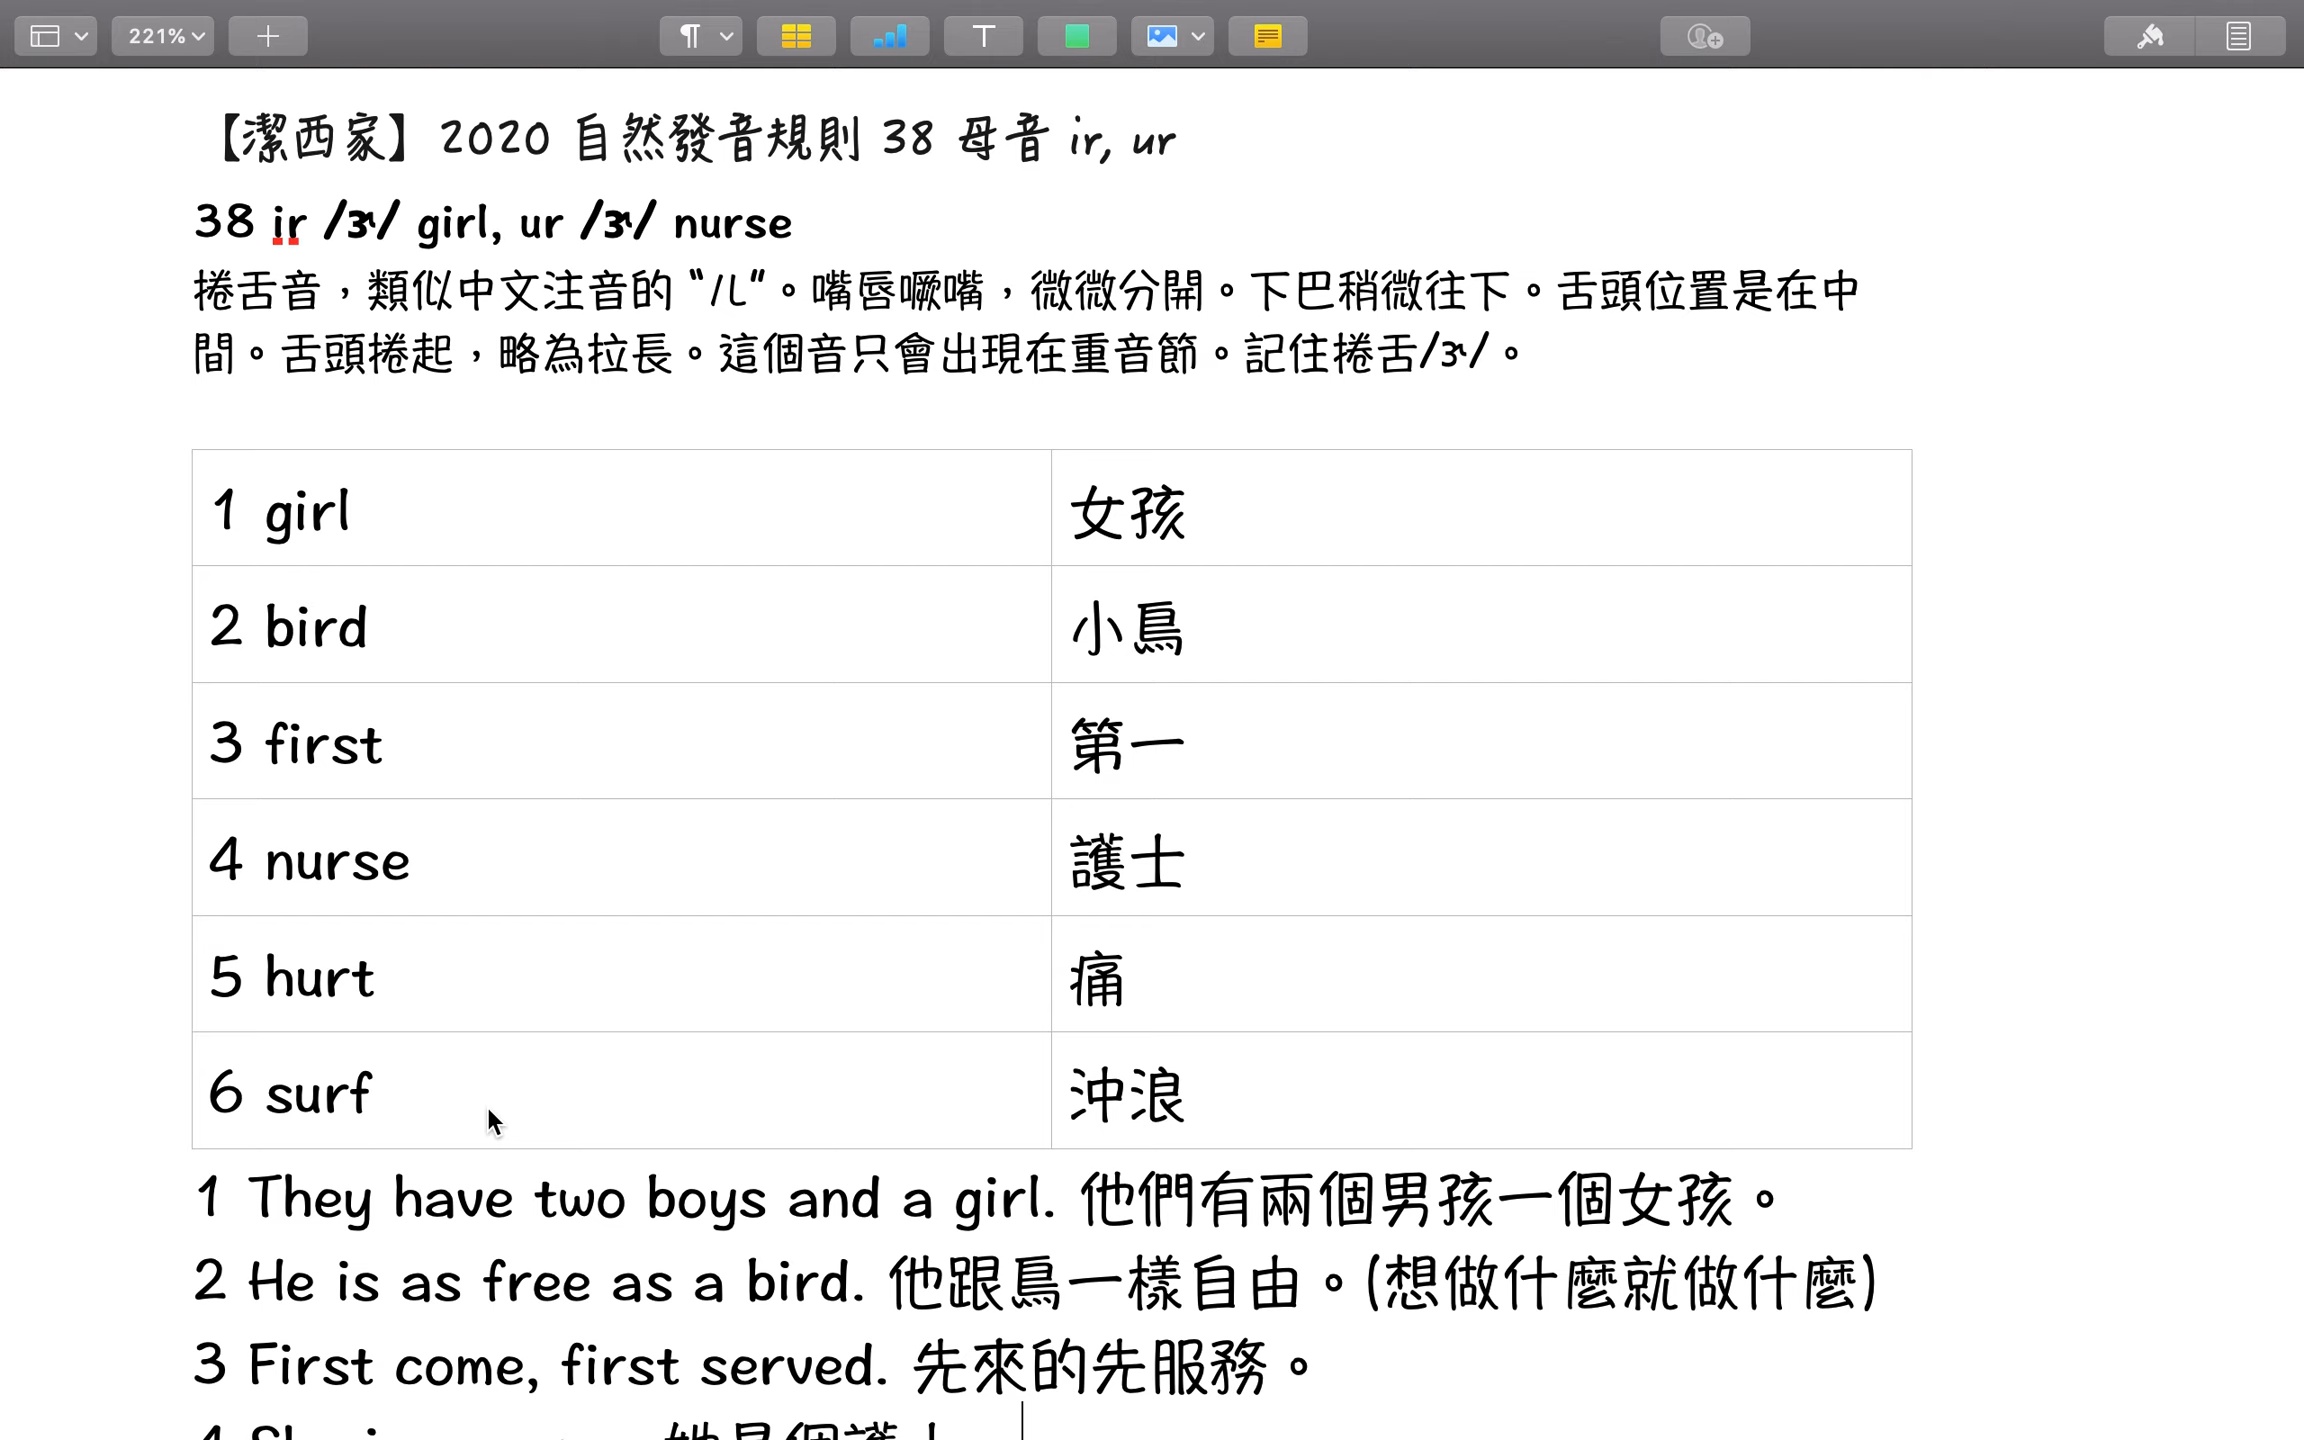 221%
【潔西家】2020 自然發音規則 38 母音 ir, ur
38 ir /ɝ/ girl, ur /ɝ/ nurse
捲舌音，類似中文注音的 “ㄦ”。嘴唇噘嘴，微微分開。下巴稍微往下。舌頭位置是在中
間。舌頭捲起，略為拉長。這個音只會出現在重音節。記住捲舌/ɝ/。
1 girl 女孩
2 bird 小鳥
3 first 第一
4 nurse 護士
5 hurt 痛
6 surf 沖浪
1 They have two boys and a girl. 他們有兩個男孩一個女孩。
2 He is as free as a bird. 他跟鳥一樣自由。(想做什麼就做什麼)
3 First come, first served. 先來的先服務。